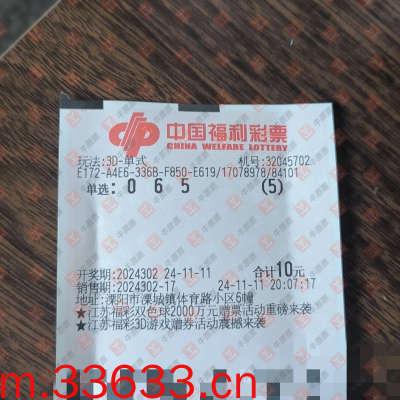 中国福利彩票
CHINA WELFARE LOTTERY
玩法:3D-单式 机号:32045702
E172-A4E6-336B-F850-E619/17078978/84101
单选: 0 6 5 (5)
开奖期:2024302 24-11-11 合计10元
销售期:2024302-17 24-11-11 20:07:17
地址:溧阳市溧城镇体育路小区6幢
★江苏福彩双色球2000万元赠票活动重磅来袭
★江苏福彩3D游戏赠券活动震撼来袭
m.33633.cn